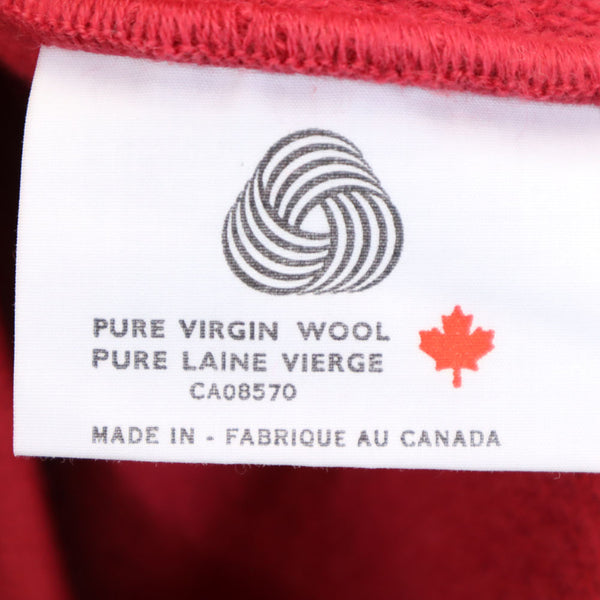 PURE VIRGIN WOOL
PURE LAINE VIERGE
CA08570
MADE IN - FABRIQUE AU CANADA